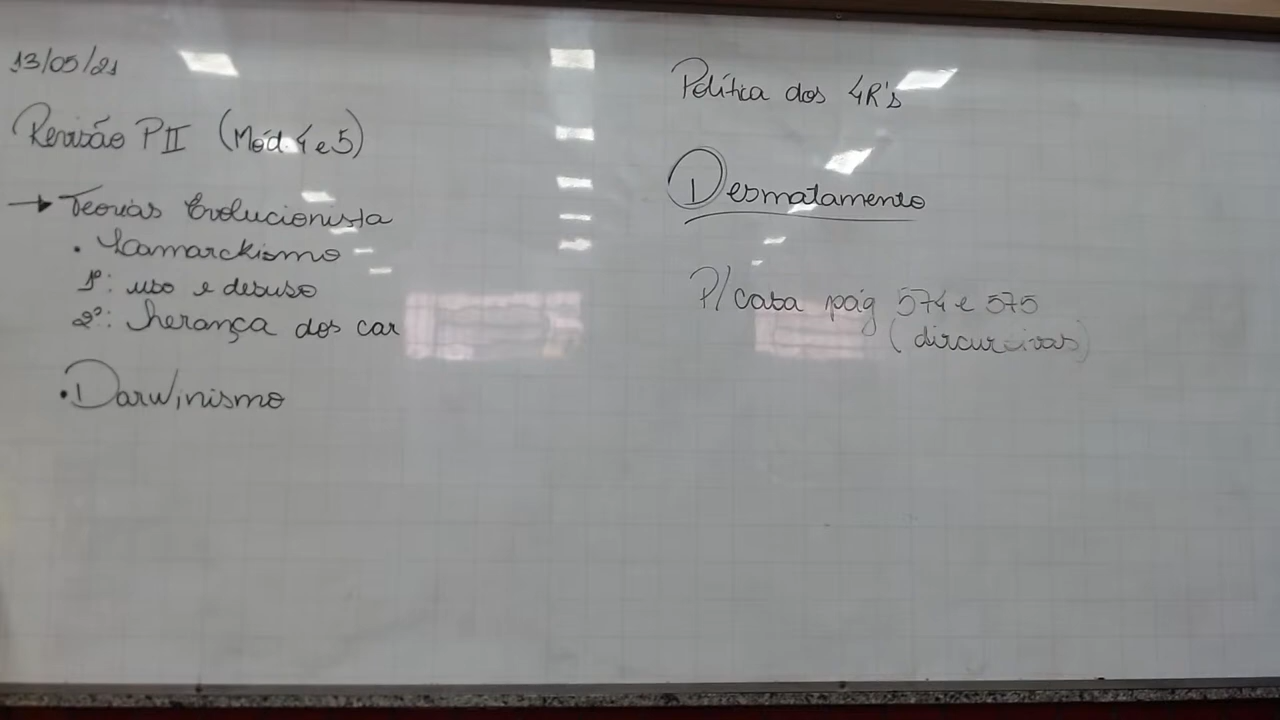 13/05/21
Revisão PII (Mód. 4 e 5)
→ Teorias Evolucionista
• Lamarckismo
1º: uso e desuso
2º: herança dos car
• Darwinismo
Política dos 4R's
Desmatamento
P/ casa pág 574 e 575
(discursivas)